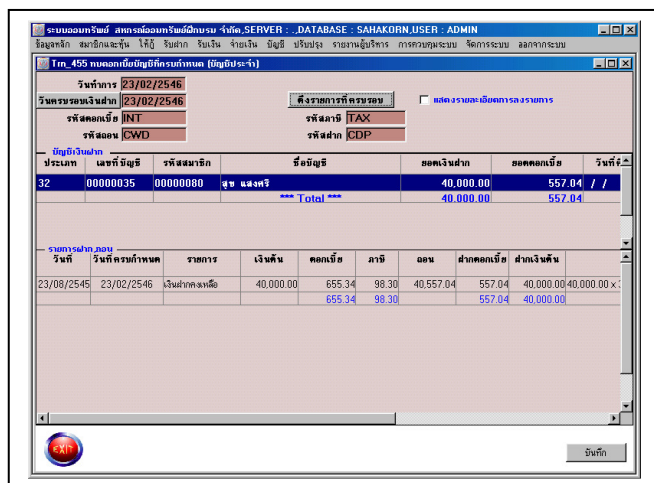 ระบบออมทรัพย์ สหกรณ์ออมทรัพย์ฝึกบรม จำกัด,SERVER : .,DATABASE : SAHAKORN,USER : ADMIN
ข้อมูลหลัก สมาชิกและหุ้น ให้กู้ รับฝาก รับเงิน จ่ายเงิน บัญชี ปรับปรุง รายงานผู้บริหาร การควบคุมระบบ จัดการระบบ ออกจากระบบ
Trn_455 ทบดอกเบี้ยบัญชีที่ครบกำหนด (บัญชีประจำ)
วันทำการ 23/02/2546
วันครบรอบเงินฝาก 23/02/2546 ดึงรายการที่ครบรอบ แสดงรายละเอียดการลงรายการ
รหัสดอกเบี้ย INT รหัสภาษี TAX
รหัสถอน CWD รหัสฝาก CDP
บัญชีเงินฝาก
ประเภท เลขที่บัญชี รหัสสมาชิก ชื่อบัญชี ยอดเงินฝาก ยอดดอกเบี้ย วันที่
32 00000035 00000080 สุข แสงศรี 40,000.00 557.04 / /
*** Total *** 40,000.00 557.04
รายการฝาก,ถอน
วันที่ วันที่ครบกำหนด รายการ เงินต้น ดอกเบี้ย ภาษี ถอน ฝากดอกเบี้ย ฝากเงินต้น
23/08/2545 23/02/2546 เงินฝากคงเหลือ 40,000.00 655.34 98.30 40,557.04 557.04 40,000.00 40,000.00 x
655.34 98.30 557.04 40,000.00
EXIT บันทึก